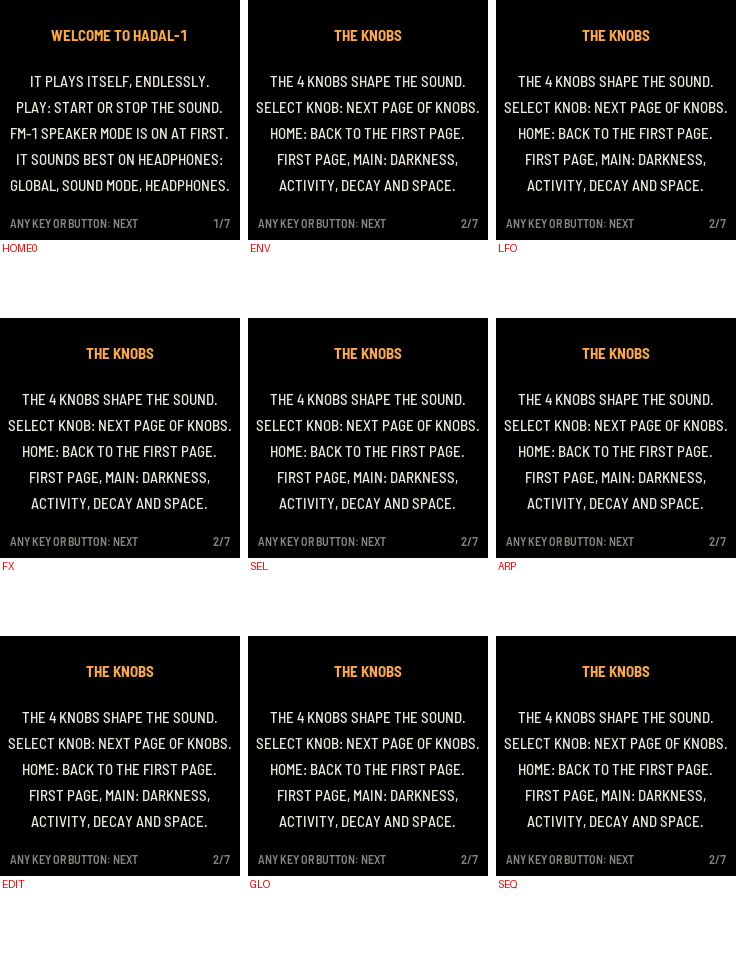 WELCOME TO HADAL-1
IT PLAYS ITSELF, ENDLESSLY.
PLAY: START OR STOP THE SOUND.
FM-1 SPEAKER MODE IS ON AT FIRST.
IT SOUNDS BEST ON HEADPHONES:
GLOBAL, SOUND MODE, HEADPHONES.
ANY KEY OR BUTTON: NEXT 1/7
HOME0
THE KNOBS
THE 4 KNOBS SHAPE THE SOUND.
SELECT KNOB: NEXT PAGE OF KNOBS.
HOME: BACK TO THE FIRST PAGE.
FIRST PAGE, MAIN: DARKNESS,
ACTIVITY, DECAY AND SPACE.
ANY KEY OR BUTTON: NEXT 2/7
ENV
THE KNOBS
THE 4 KNOBS SHAPE THE SOUND.
SELECT KNOB: NEXT PAGE OF KNOBS.
HOME: BACK TO THE FIRST PAGE.
FIRST PAGE, MAIN: DARKNESS,
ACTIVITY, DECAY AND SPACE.
ANY KEY OR BUTTON: NEXT 2/7
LFO
THE KNOBS
THE 4 KNOBS SHAPE THE SOUND.
SELECT KNOB: NEXT PAGE OF KNOBS.
HOME: BACK TO THE FIRST PAGE.
FIRST PAGE, MAIN: DARKNESS,
ACTIVITY, DECAY AND SPACE.
ANY KEY OR BUTTON: NEXT 2/7
FX
THE KNOBS
THE 4 KNOBS SHAPE THE SOUND.
SELECT KNOB: NEXT PAGE OF KNOBS.
HOME: BACK TO THE FIRST PAGE.
FIRST PAGE, MAIN: DARKNESS,
ACTIVITY, DECAY AND SPACE.
ANY KEY OR BUTTON: NEXT 2/7
SEL
THE KNOBS
THE 4 KNOBS SHAPE THE SOUND.
SELECT KNOB: NEXT PAGE OF KNOBS.
HOME: BACK TO THE FIRST PAGE.
FIRST PAGE, MAIN: DARKNESS,
ACTIVITY, DECAY AND SPACE.
ANY KEY OR BUTTON: NEXT 2/7
ARP
THE KNOBS
THE 4 KNOBS SHAPE THE SOUND.
SELECT KNOB: NEXT PAGE OF KNOBS.
HOME: BACK TO THE FIRST PAGE.
FIRST PAGE, MAIN: DARKNESS,
ACTIVITY, DECAY AND SPACE.
ANY KEY OR BUTTON: NEXT 2/7
EDIT
THE KNOBS
THE 4 KNOBS SHAPE THE SOUND.
SELECT KNOB: NEXT PAGE OF KNOBS.
HOME: BACK TO THE FIRST PAGE.
FIRST PAGE, MAIN: DARKNESS,
ACTIVITY, DECAY AND SPACE.
ANY KEY OR BUTTON: NEXT 2/7
GLO
THE KNOBS
THE 4 KNOBS SHAPE THE SOUND.
SELECT KNOB: NEXT PAGE OF KNOBS.
HOME: BACK TO THE FIRST PAGE.
FIRST PAGE, MAIN: DARKNESS,
ACTIVITY, DECAY AND SPACE.
ANY KEY OR BUTTON: NEXT 2/7
SEQ